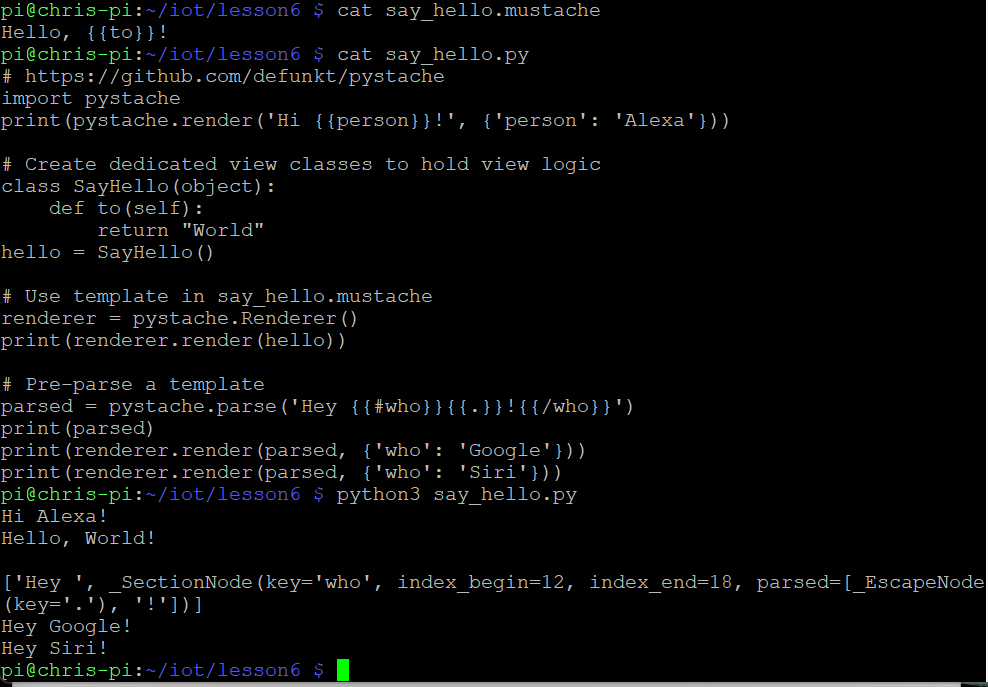 pi@chris-pi:~/iot/lesson6 $ cat say_hello.mustache
Hello, {{to}}!
pi@chris-pi:~/iot/lesson6 $ cat say_hello.py
# https://github.com/defunkt/pystache
import pystache
print(pystache.render('Hi {{person}}!', {'person': 'Alexa'}))

# Create dedicated view classes to hold view logic
class SayHello(object):
    def to(self):
        return "World"
hello = SayHello()

# Use template in say_hello.mustache
renderer = pystache.Renderer()
print(renderer.render(hello))

# Pre-parse a template
parsed = pystache.parse('Hey {{#who}}{{.}}!{{/who}}')
print(parsed)
print(renderer.render(parsed, {'who': 'Google'}))
print(renderer.render(parsed, {'who': 'Siri'}))
pi@chris-pi:~/iot/lesson6 $ python3 say_hello.py
Hi Alexa!
Hello, World!

['Hey ', _SectionNode(key='who', index_begin=12, index_end=18, parsed=[_EscapeNode
(key='.'), '!'])]
Hey Google!
Hey Siri!
pi@chris-pi:~/iot/lesson6 $